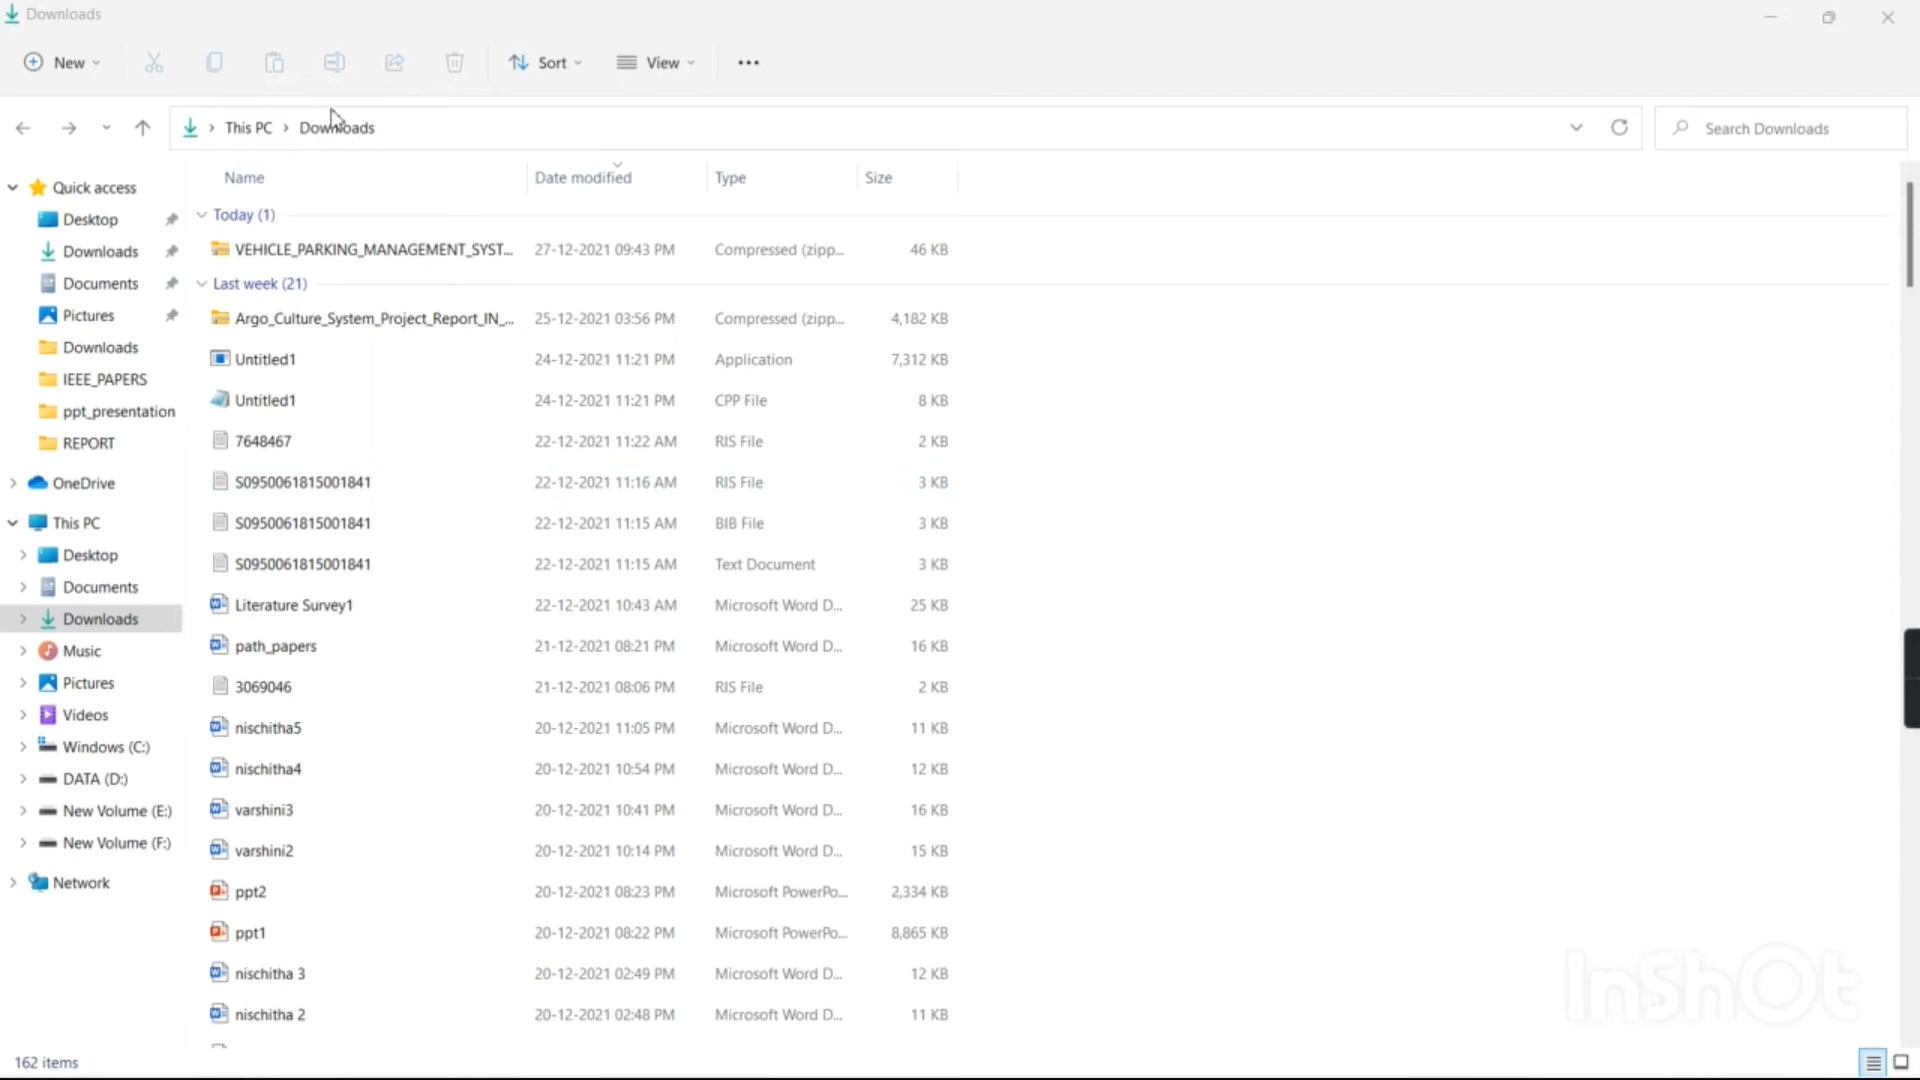 Downloads
New
Sort
View
This PC > Downloads
Search Downloads
Name Date modified Type Size
Quick access
Desktop
Downloads
Documents
Pictures
Downloads
IEEE_PAPERS
ppt_presentation
REPORT
OneDrive
This PC
Desktop
Documents
Downloads
Music
Pictures
Videos
Windows (C:)
DATA (D:)
New Volume (E:)
New Volume (F:)
Network
Today (1)
VEHICLE_PARKING_MANAGEMENT_SYST... 27-12-2021 09:43 PM Compressed (zipp... 46 KB
Last week (21)
Argo_Culture_System_Project_Report_IN_... 25-12-2021 03:56 PM Compressed (zipp... 4,182 KB
Untitled1 24-12-2021 11:21 PM Application 7,312 KB
Untitled1 24-12-2021 11:21 PM CPP File 8 KB
7648467 22-12-2021 11:22 AM RIS File 2 KB
S0950061815001841 22-12-2021 11:16 AM RIS File 3 KB
S0950061815001841 22-12-2021 11:15 AM BIB File 3 KB
S0950061815001841 22-12-2021 11:15 AM Text Document 3 KB
Literature Survey1 22-12-2021 10:43 AM Microsoft Word D... 25 KB
path_papers 21-12-2021 08:21 PM Microsoft Word D... 16 KB
3069046 21-12-2021 08:06 PM RIS File 2 KB
nischitha5 20-12-2021 11:05 PM Microsoft Word D... 11 KB
nischitha4 20-12-2021 10:54 PM Microsoft Word D... 12 KB
varshini3 20-12-2021 10:41 PM Microsoft Word D... 16 KB
varshini2 20-12-2021 10:14 PM Microsoft Word D... 15 KB
ppt2 20-12-2021 08:23 PM Microsoft PowerPo... 2,334 KB
ppt1 20-12-2021 08:22 PM Microsoft PowerPo... 8,865 KB
nischitha 3 20-12-2021 02:49 PM Microsoft Word D... 12 KB
nischitha 2 20-12-2021 02:48 PM Microsoft Word D... 11 KB
InShOt
162 items